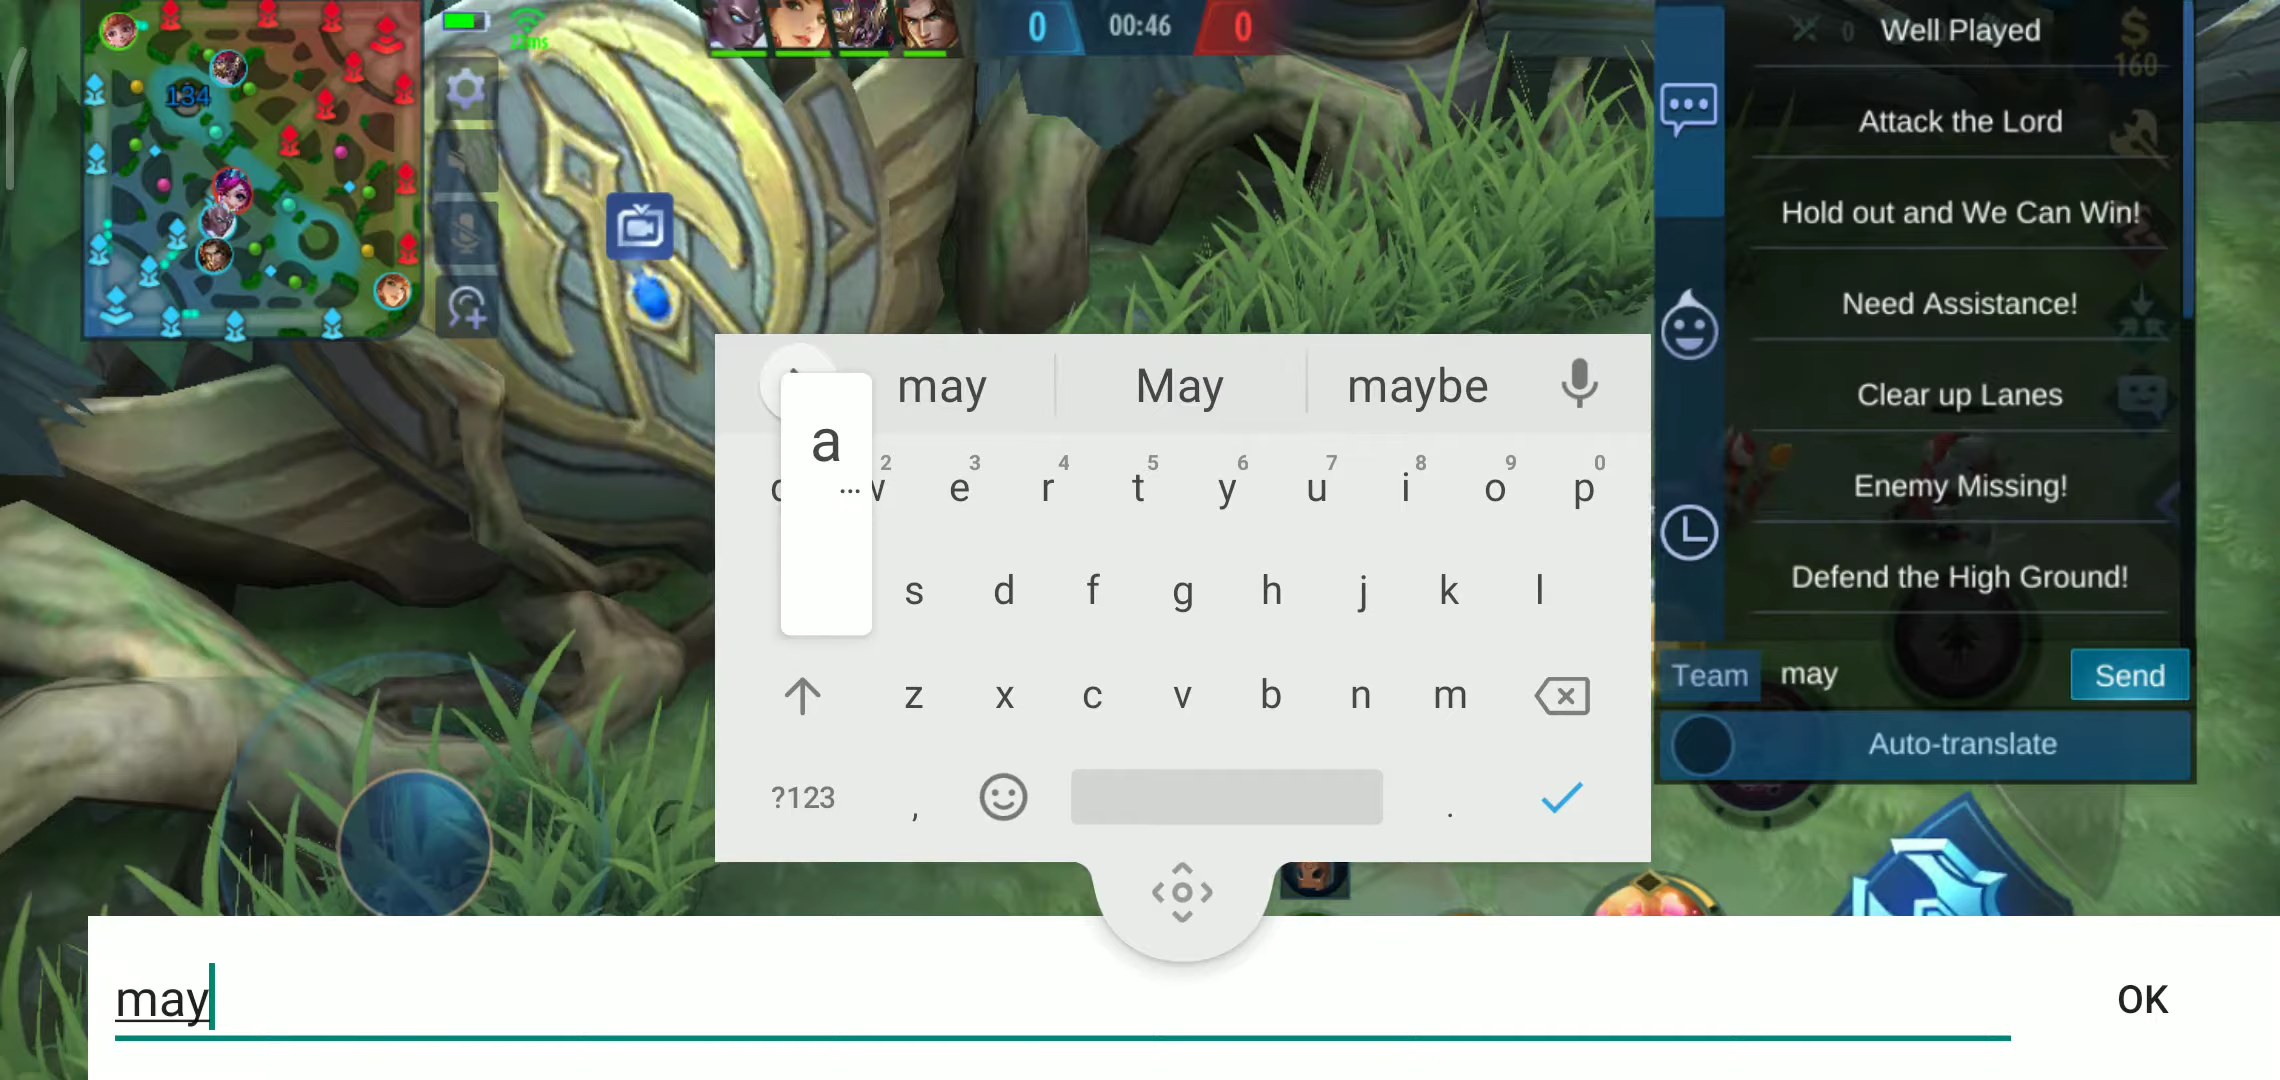 134
22ms
0 00:46 0
0
160
Well Played
Attack the Lord
Hold out and We Can Win!
Need Assistance!
Clear up Lanes
Enemy Missing!
Defend the High Ground!
Team may Send
Auto-translate
may May maybe
a
...
2 3 4 5 6 7 8 9 0
e r t y u i o p
s d f g h j k l
z x c v b n m
?123 , .
may
OK